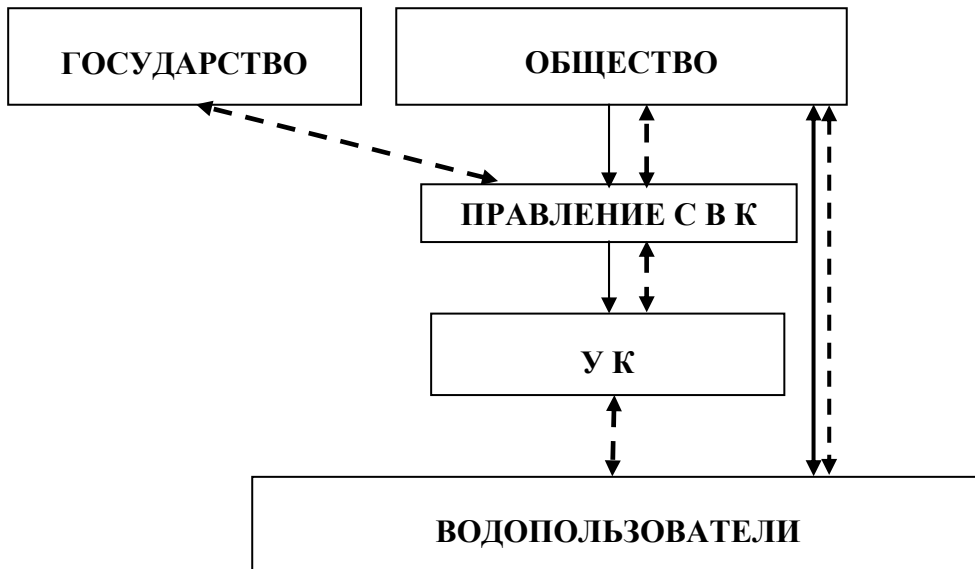 ГОСУДАРСТВО
ОБЩЕСТВО
ПРАВЛЕНИЕ С В К
У К
ВОДОПОЛЬЗОВАТЕЛИ